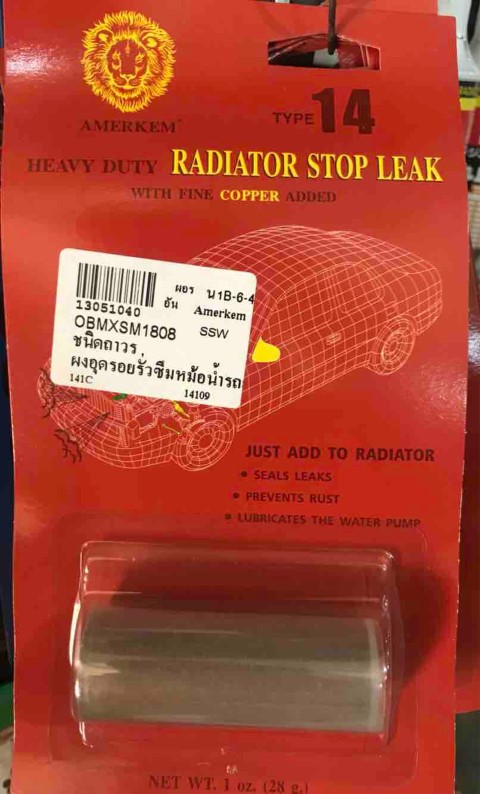 AMERKEM
TYPE 14
HEAVY DUTY RADIATOR STOP LEAK
WITH FINE COPPER ADDED
ผอร น1B-6-4
13051040 อัน Amerkem
OBMXSM1808 SSW
ชนิดถาวร,
ผงอุดรอยรั่วซึมหม้อน้ำรถ
141C 14109
JUST ADD TO RADIATOR
• SEALS LEAKS
• PREVENTS RUST
• LUBRICATES THE WATER PUMP
NET WT. 1 oz. (28 g.)